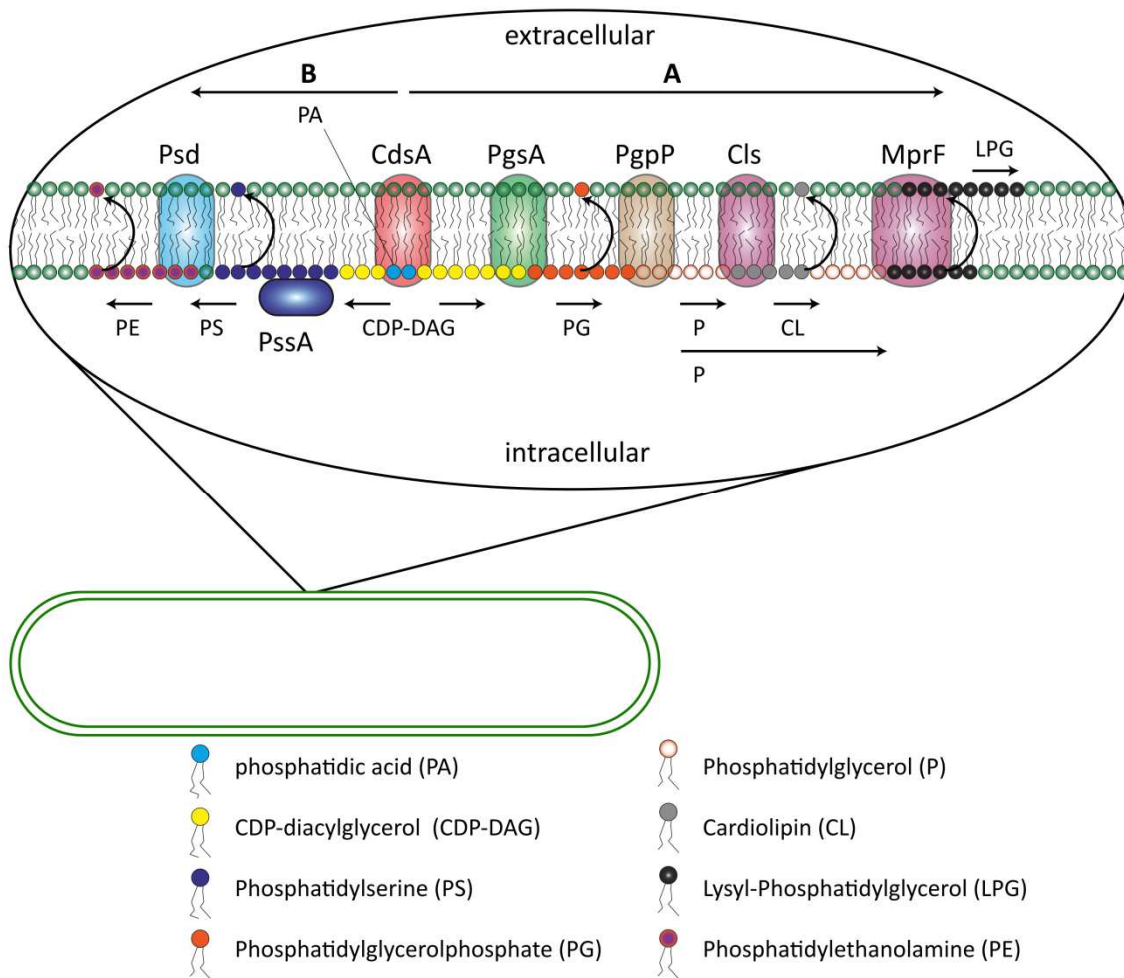 extracellular
B A
PA
Psd CdsA PgsA PgpP Cls MprF LPG
PE PS PssA CDP-DAG PG P CL
P
intracellular
phosphatidic acid (PA)
CDP-diacylglycerol (CDP-DAG)
Phosphatidylserine (PS)
Phosphatidylglycerolphosphate (PG)
Phosphatidylglycerol (P)
Cardiolipin (CL)
Lysyl-Phosphatidylglycerol (LPG)
Phosphatidylethanolamine (PE)